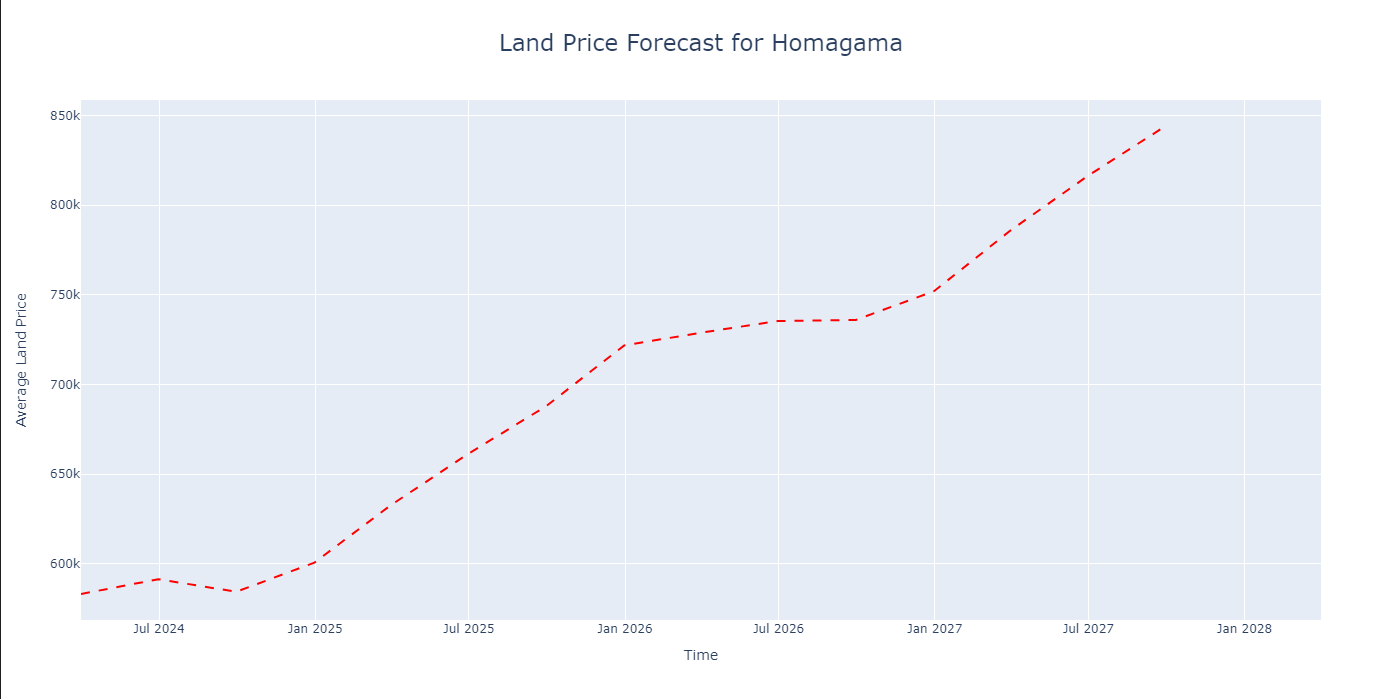 Land Price Forecast for Homagama
850k
800k
750k
700k
650k
600k
Average Land Price
Jul 2024
Jan 2025
Jul 2025
Jan 2026
Jul 2026
Jan 2027
Jul 2027
Jan 2028
Time